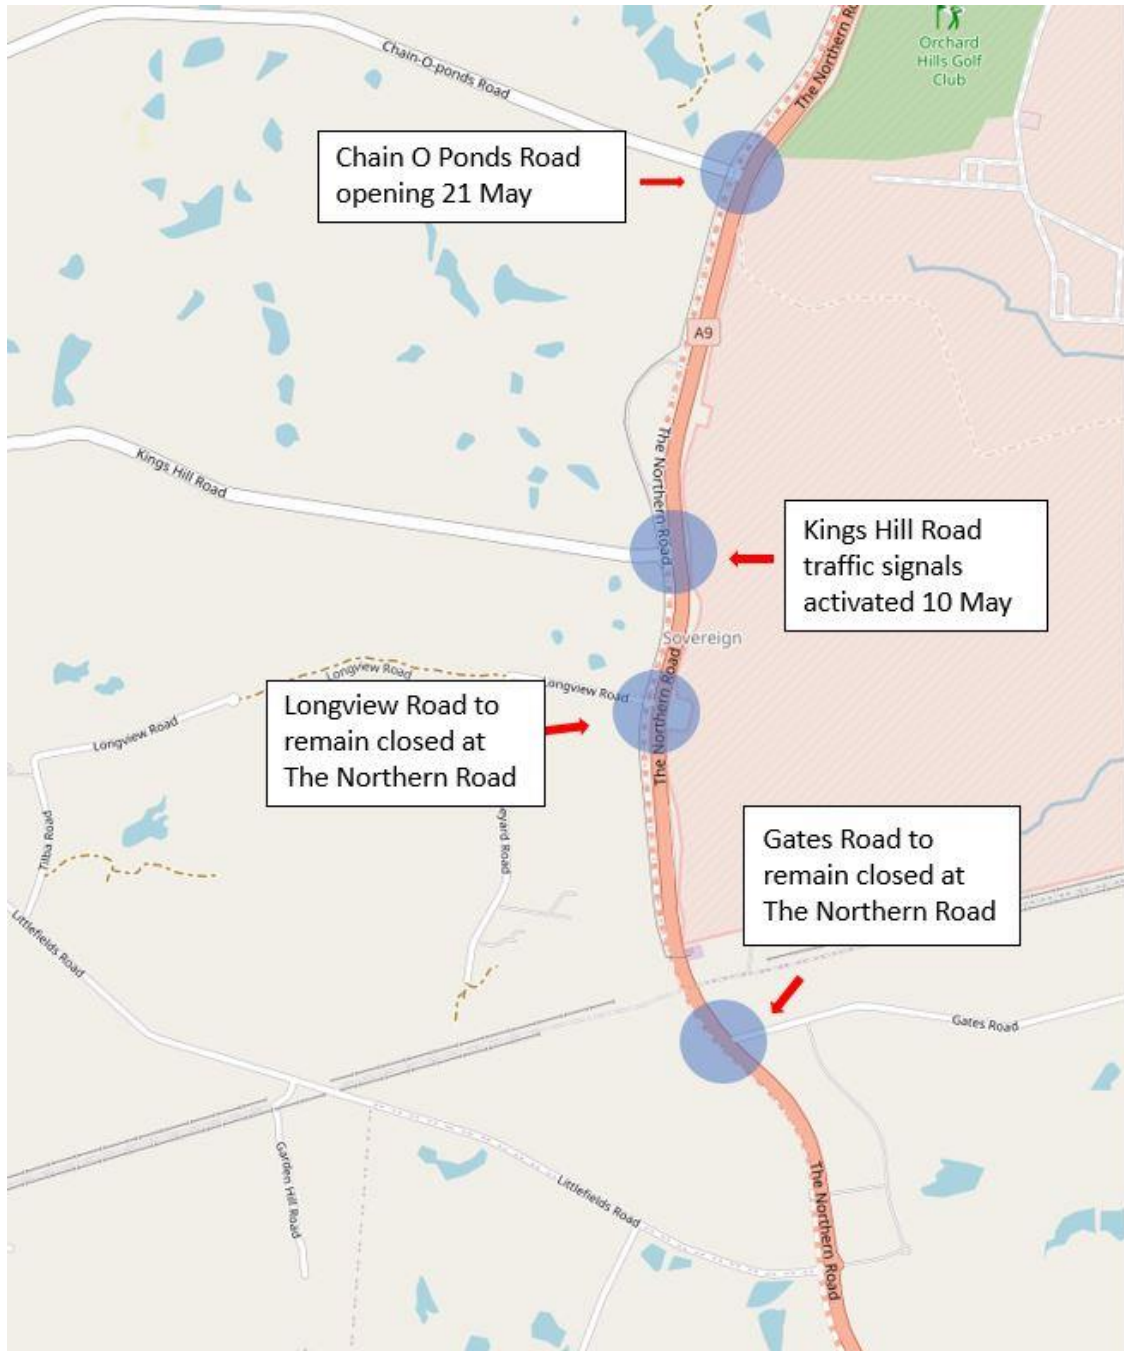 The Northern Ro
Orchard
Hills Golf
Club
Chain-O-ponds Road
Chain O Ponds Road
opening 21 May
A9
The Northern Road
Kings Hill Road
Kings Hill Road
traffic signals
activated 10 May
Sovereign
Longview Road
Longview Road
Longview Road
The Northern Road
Longview Road to
remain closed at
The Northern Road
Tilba Road
eyard Road
Gates Road to
remain closed at
The Northern Road
Littlefields Road
Gates Road
Garden Hill Road
Littlefields Road
The Northern Road